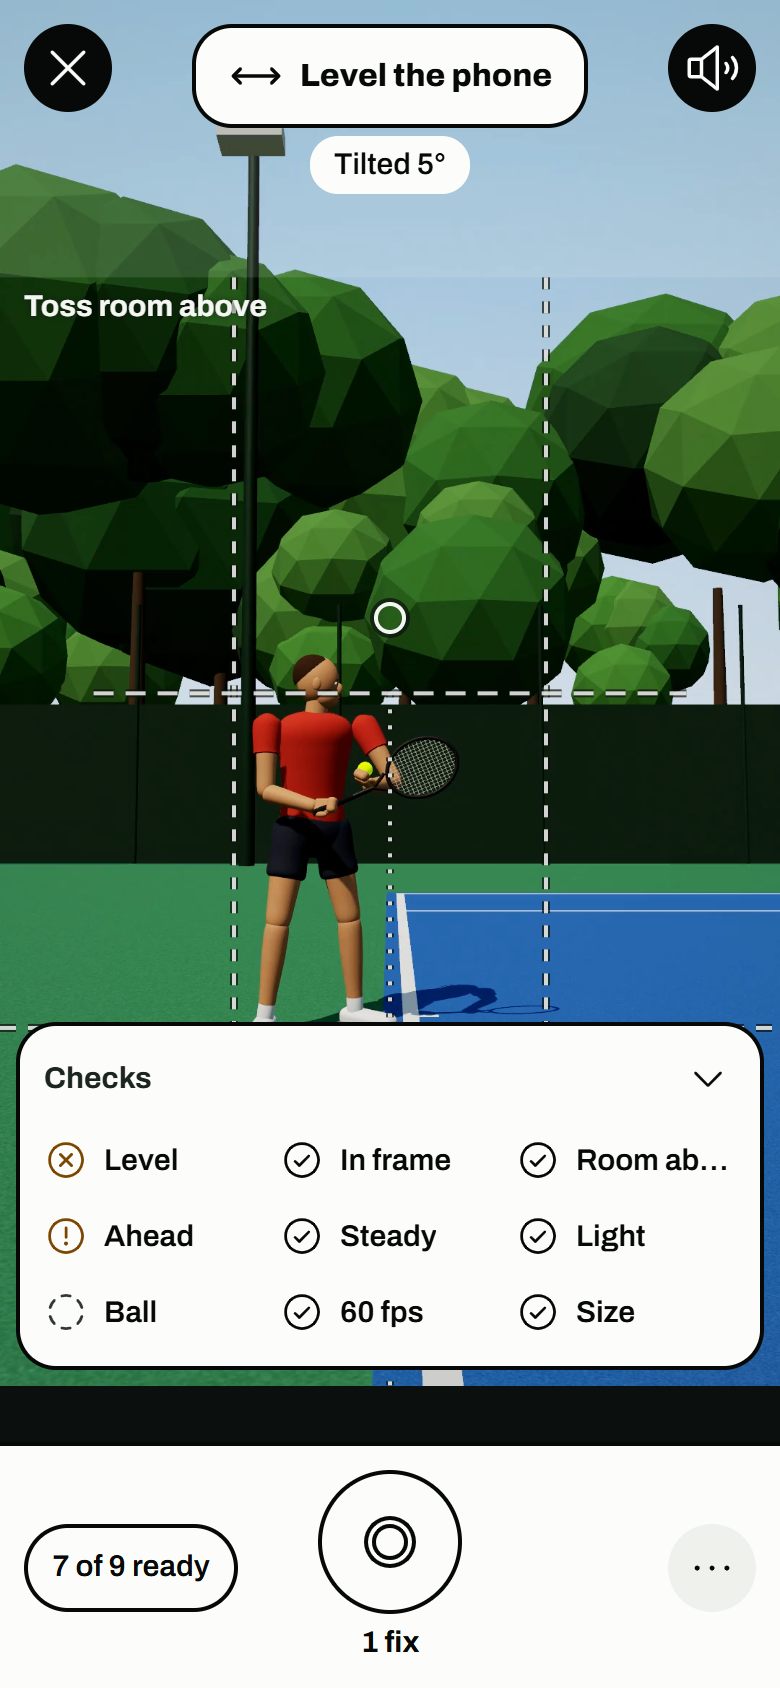 Level the phone
Tilted 5°
Toss room above
Checks
Level
In frame
Room ab...
Ahead
Steady
Light
Ball
60 fps
Size
7 of 9 ready
1 fix